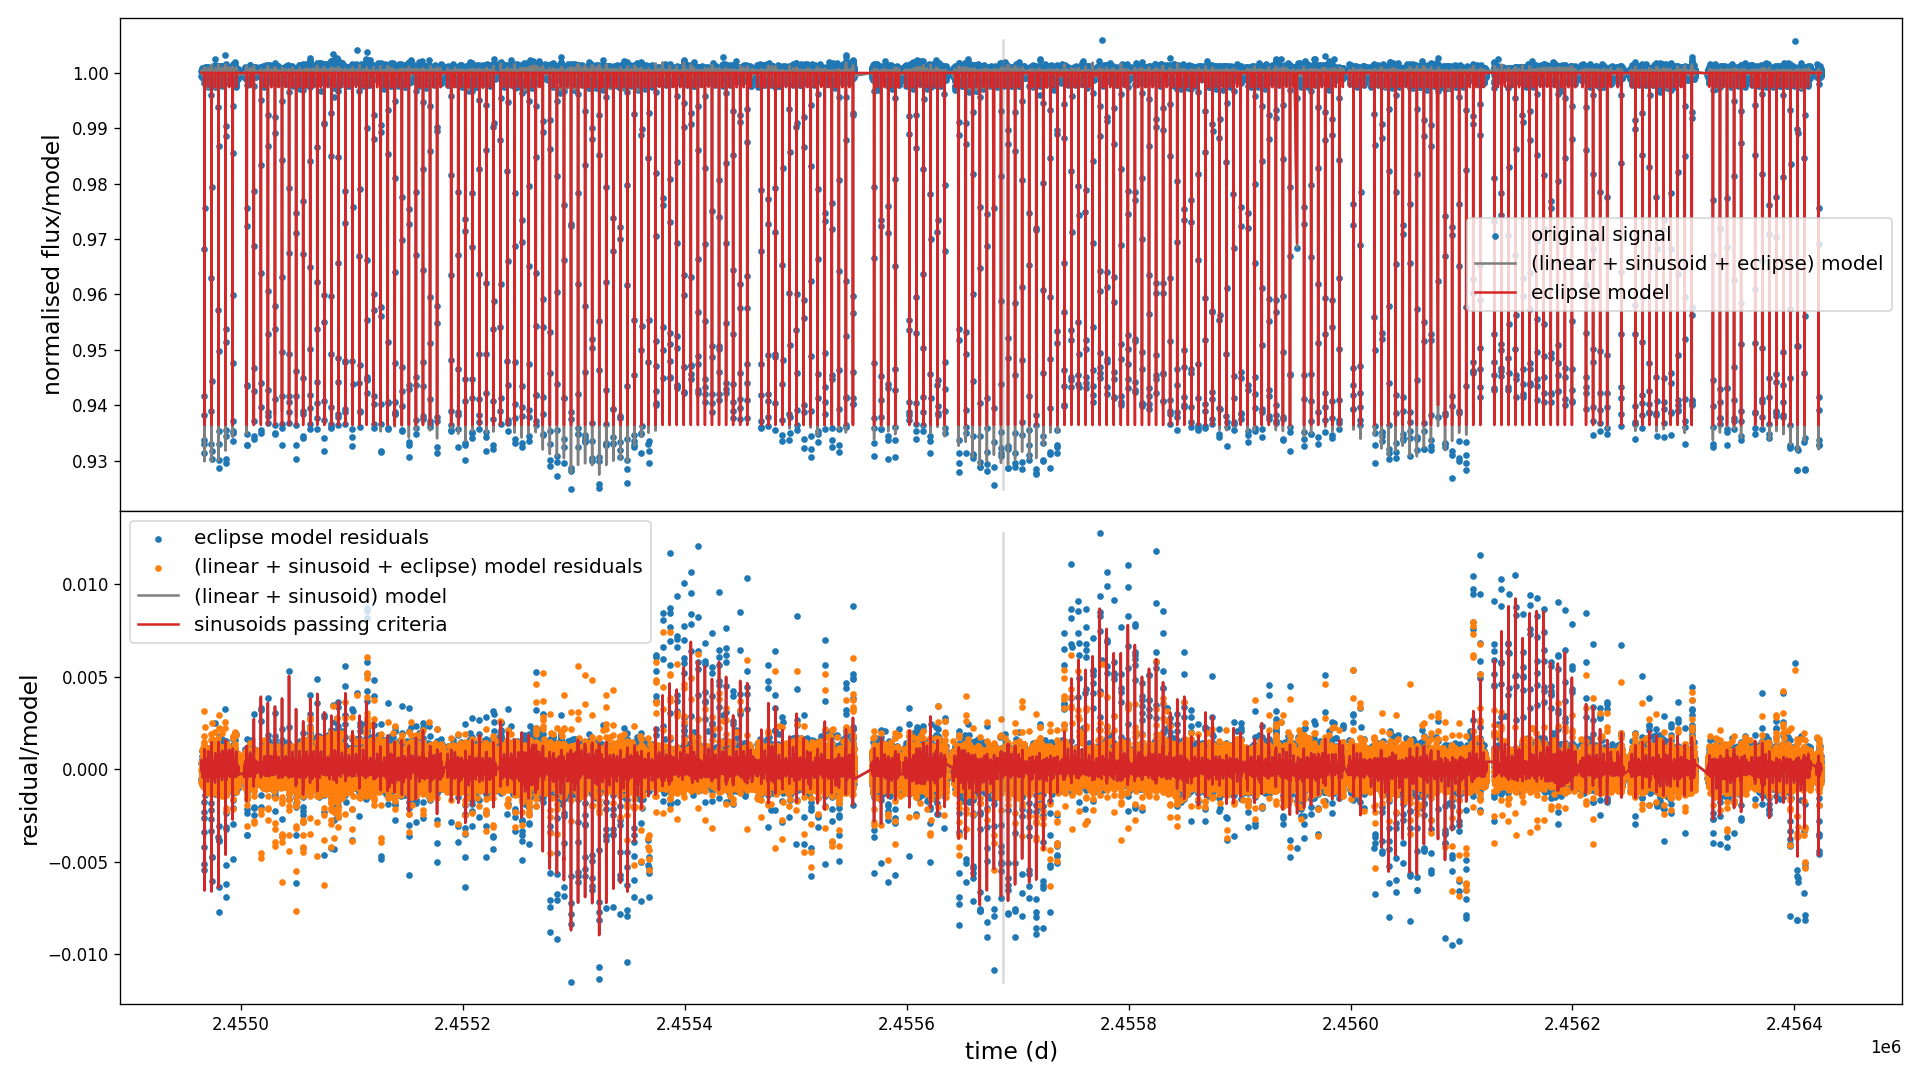 normalised flux/model
1.00
0.99
0.98
0.97
0.96
0.95
0.94
0.93
original signal
(linear + sinusoid + eclipse) model
eclipse model
residual/model
0.010
0.005
0.000
−0.005
−0.010
eclipse model residuals
(linear + sinusoid + eclipse) model residuals
(linear + sinusoid) model
sinusoids passing criteria
2.4550 2.4552 2.4554 2.4556 2.4558 2.4560 2.4562 2.4564
time (d)
1e6